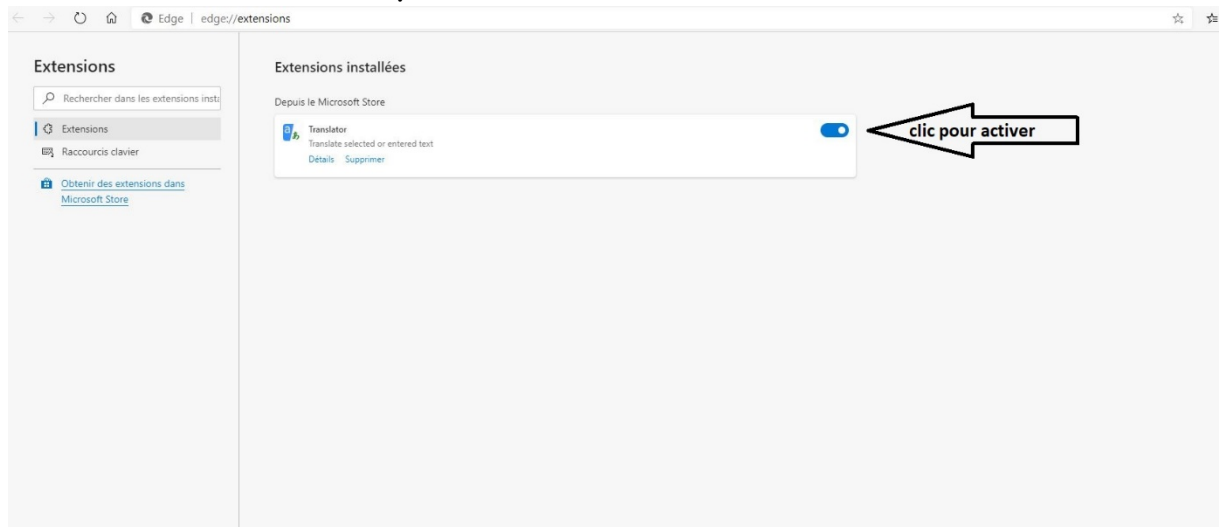 Edge | edge://extensions
Extensions
Rechercher dans les extensions insta
Extensions
Raccourcis clavier
Obtenir des extensions dans
Microsoft Store
Extensions installées
Depuis le Microsoft Store
Translator
Translate selected or entered text
Détails Supprimer
clic pour activer